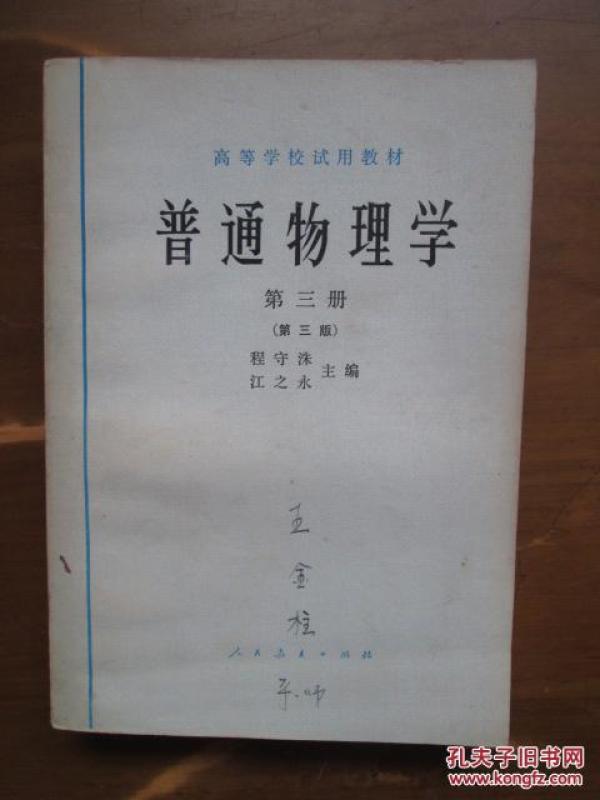 高等学校试用教材
普通物理学
第三册
(第三版)
程守洙
江之永
主编
王
金
柱
人民教育出版社
孔夫子旧书网
www.kongfz.com